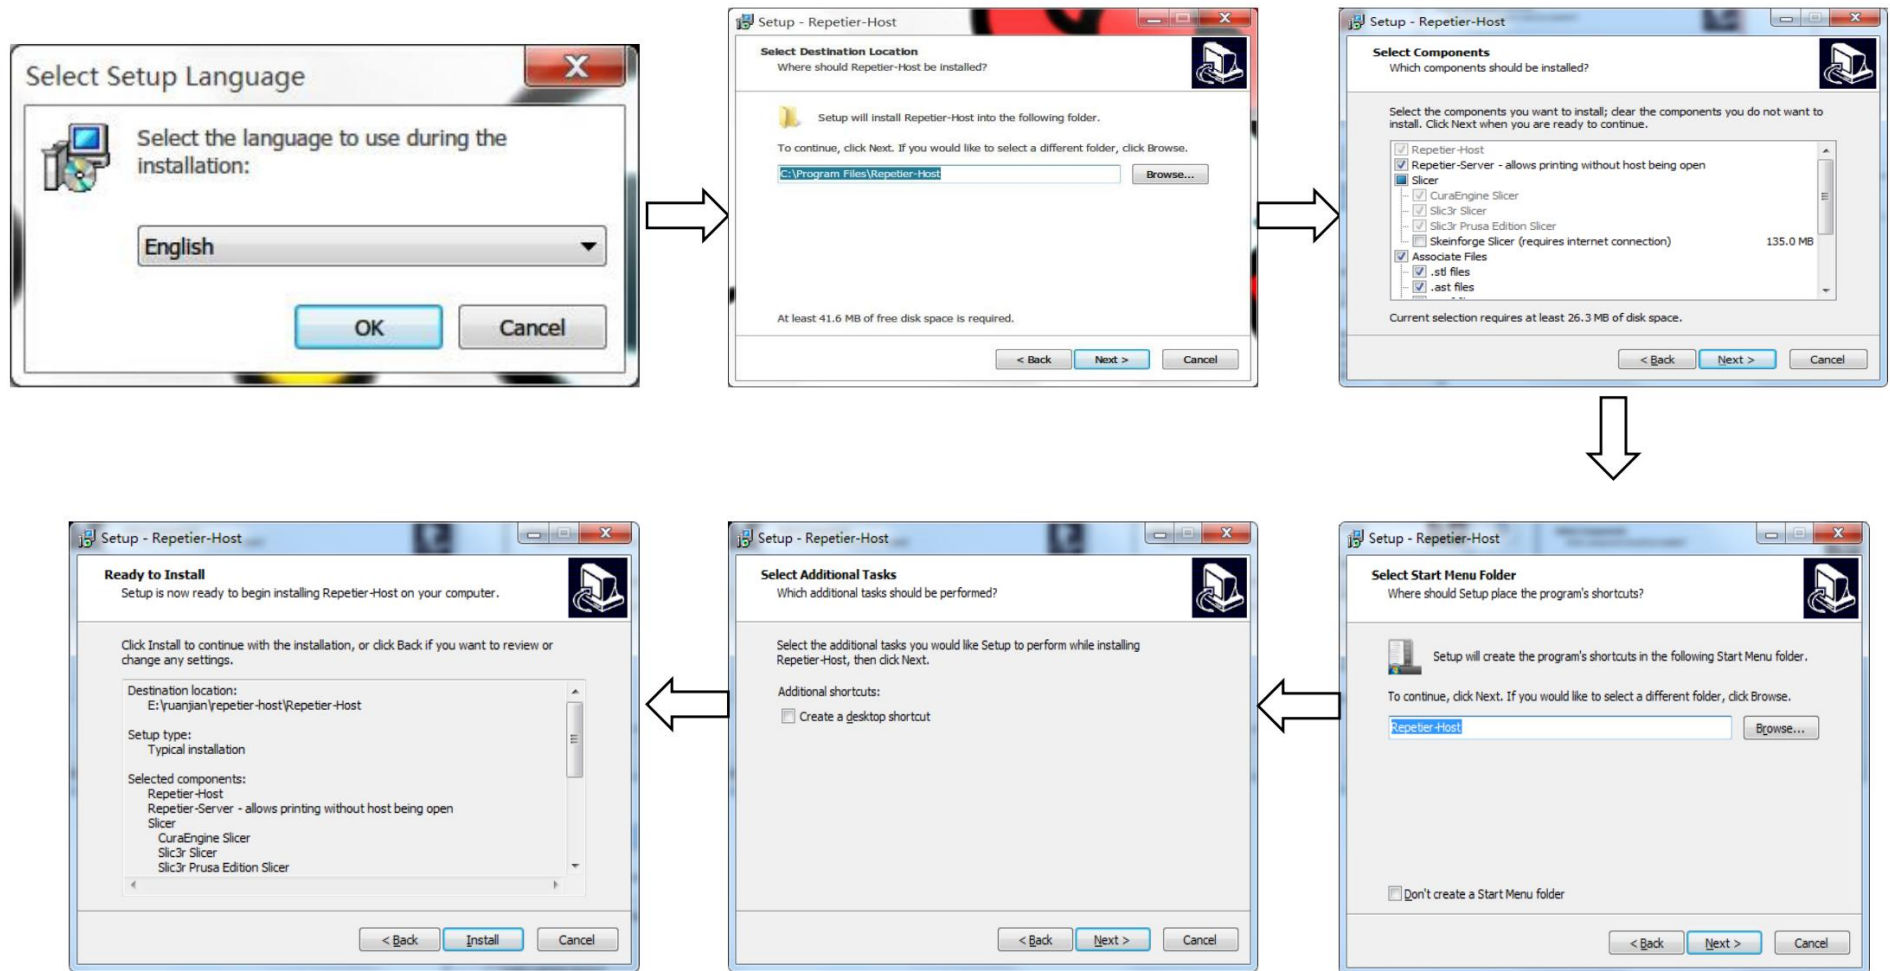 Select Setup Language
Select the language to use during the
installation:
English
OK
Cancel
Setup - Repetier-Host
Select Destination Location
Where should Repetier-Host be installed?
Setup will install Repetier-Host into the following folder.
To continue, click Next. If you would like to select a different folder, click Browse.
C:\Program Files\Repetier-Host
Browse...
At least 41.6 MB of free disk space is required.
< Back
Next >
Cancel
Setup - Repetier-Host
Select Components
Which components should be installed?
Select the components you want to install; clear the components you do not want to
install. Click Next when you are ready to continue.
Repetier-Host
Repetier-Server - allows printing without host being open
Slicer
CuraEngine Slicer
Slic3r Slicer
Slic3r Prusa Edition Slicer
Skeinforge Slicer (requires internet connection) 135.0 MB
Associate Files
.stl files
.ast files
Current selection requires at least 26.3 MB of disk space.
< Back
Next >
Cancel
Setup - Repetier-Host
Select Start Menu Folder
Where should Setup place the program's shortcuts?
Setup will create the program's shortcuts in the following Start Menu folder.
To continue, click Next. If you would like to select a different folder, click Browse.
Repetier-Host
Browse...
Don't create a Start Menu folder
< Back
Next >
Cancel
Setup - Repetier-Host
Select Additional Tasks
Which additional tasks should be performed?
Select the additional tasks you would like Setup to perform while installing
Repetier-Host, then click Next.
Additional shortcuts:
Create a desktop shortcut
< Back
Next >
Cancel
Setup - Repetier-Host
Ready to Install
Setup is now ready to begin installing Repetier-Host on your computer.
Click Install to continue with the installation, or click Back if you want to review or
change any settings.
Destination location:
E:\ruanjian\repetier-host\Repetier-Host
Setup type:
Typical installation
Selected components:
Repetier-Host
Repetier-Server - allows printing without host being open
Slicer
CuraEngine Slicer
Slic3r Slicer
Slic3r Prusa Edition Slicer
< Back
Install
Cancel